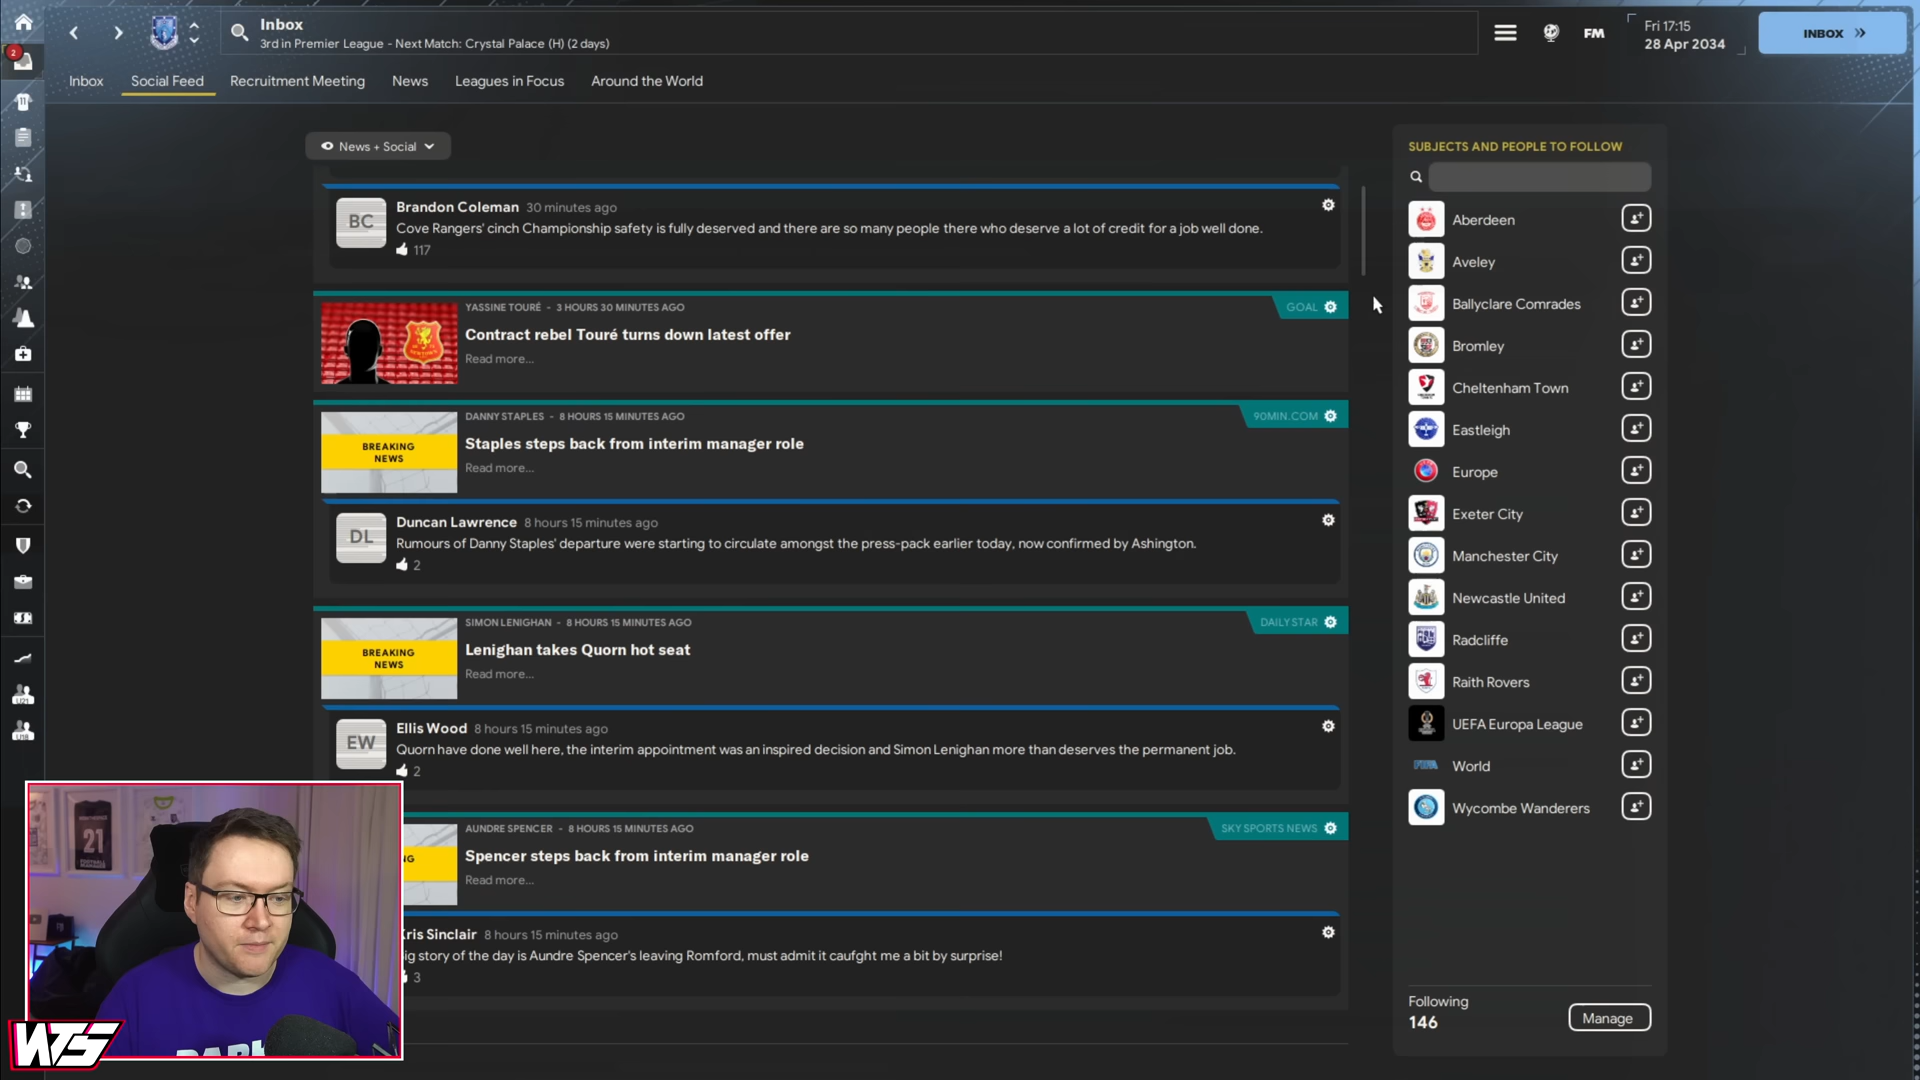 Inbox
3rd in Premier League - Next Match: Crystal Palace (H) (2 days)
FM
Fri 17:15
28 Apr 2034
INBOX
2
Inbox
Social Feed
Recruitment Meeting
News
Leagues in Focus
Around the World
News + Social
BC
Brandon Coleman 30 minutes ago
Cove Rangers' cinch Championship safety is fully deserved and there are so many people there who deserve a lot of credit for a job well done.
117
YASSINE TOURÉ - 3 HOURS 30 MINUTES AGO
GOAL
Contract rebel Touré turns down latest offer
Read more...
DANNY STAPLES - 8 HOURS 15 MINUTES AGO
90MIN.COM
BREAKING
NEWS
Staples steps back from interim manager role
Read more...
DL
Duncan Lawrence 8 hours 15 minutes ago
Rumours of Danny Staples' departure were starting to circulate amongst the press-pack earlier today, now confirmed by Ashington.
2
SIMON LENIGHAN - 8 HOURS 15 MINUTES AGO
DAILY STAR
BREAKING
NEWS
Lenighan takes Quorn hot seat
Read more...
EW
Ellis Wood 8 hours 15 minutes ago
Quorn have done well here, the interim appointment was an inspired decision and Simon Lenighan more than deserves the permanent job.
2
AUNDRE SPENCER - 8 HOURS 15 MINUTES AGO
SKY SPORTS NEWS
NG
Spencer steps back from interim manager role
Read more...
Kris Sinclair 8 hours 15 minutes ago
ig story of the day is Aundre Spencer's leaving Romford, must admit it caufght me a bit by surprise!
3
SUBJECTS AND PEOPLE TO FOLLOW
Aberdeen
Aveley
Ballyclare Comrades
Bromley
Cheltenham Town
Eastleigh
Europe
Exeter City
Manchester City
Newcastle United
Radcliffe
Raith Rovers
UEFA Europa League
FIFA
World
Wycombe Wanderers
Following
146
Manage
U21
U18
21
WTS